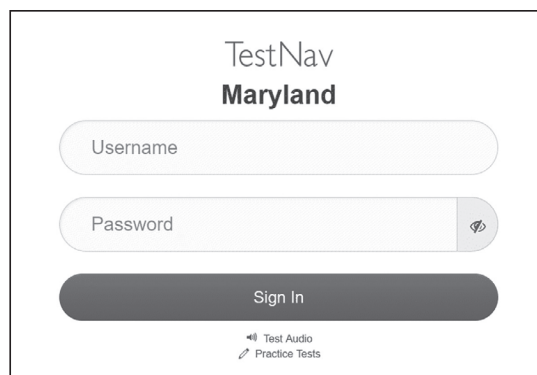 TestNav
Maryland
Username
Password
Sign In
Test Audio
Practice Tests